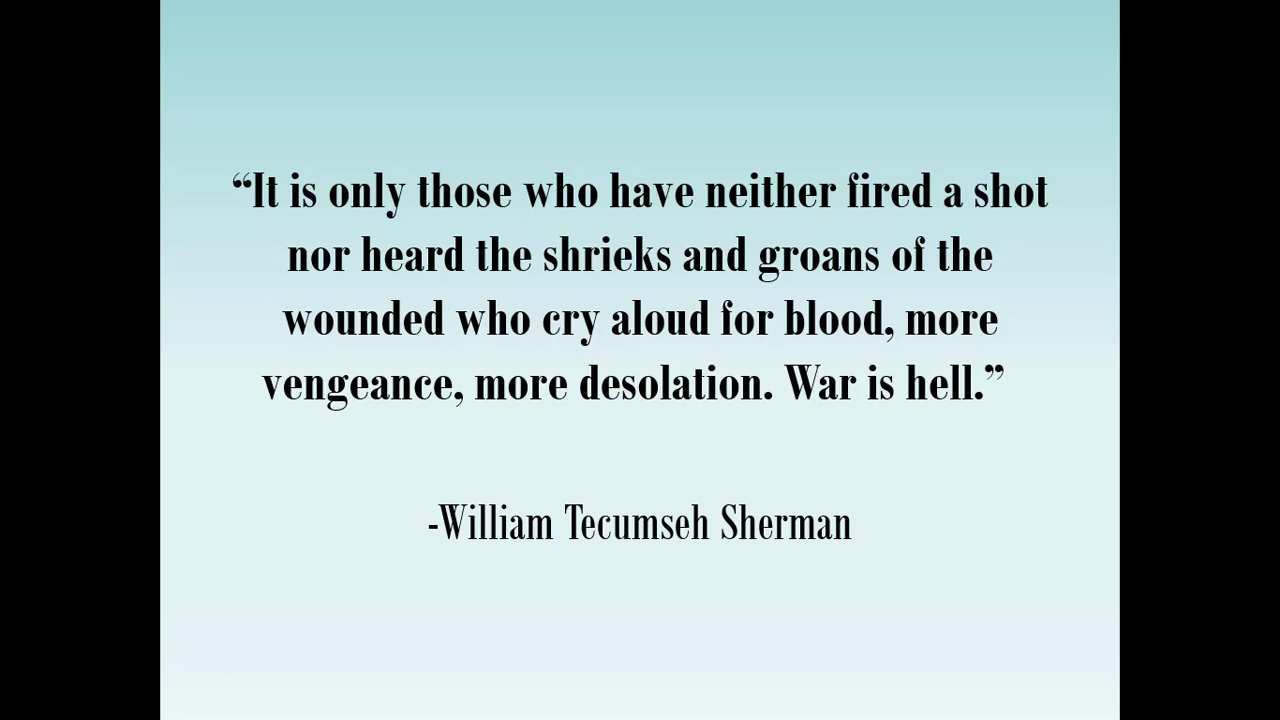 “It is only those who have neither fired a shot
nor heard the shrieks and groans of the
wounded who cry aloud for blood, more
vengeance, more desolation. War is hell.”
-William Tecumseh Sherman